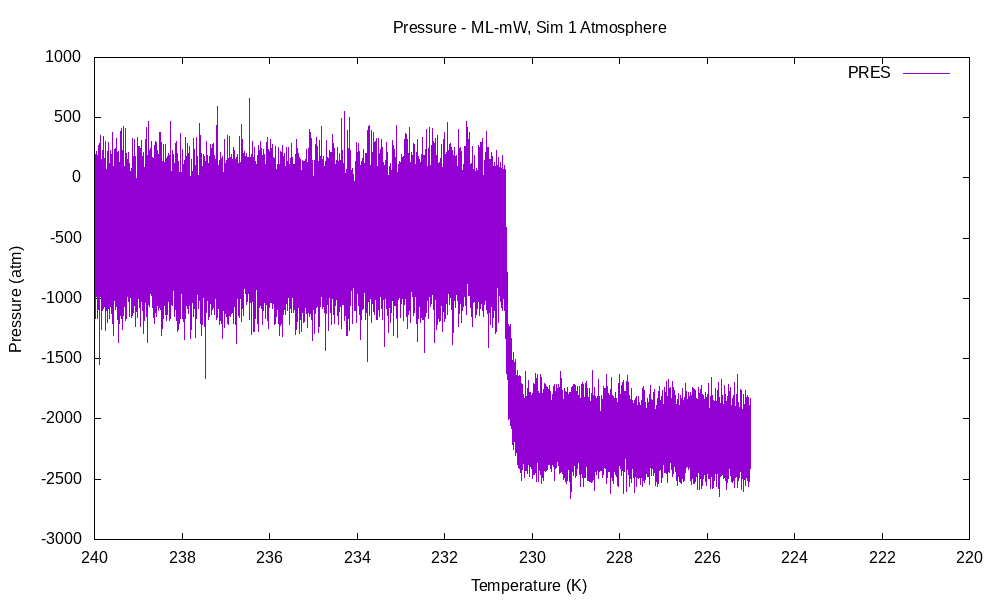 Pressure - ML-mW, Sim 1 Atmosphere
PRES
1000
500
0
-500
-1000
-1500
-2000
-2500
-3000
Pressure (atm)
240 238 236 234 232 230 228 226 224 222 220
Temperature (K)